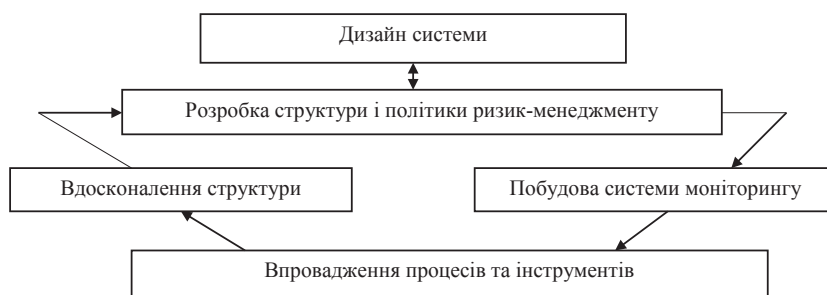 Дизайн системи
Розробка структури і політики ризик-менеджменту
Вдосконалення структури
Побудова системи моніторингу
Впровадження процесів та інструментів